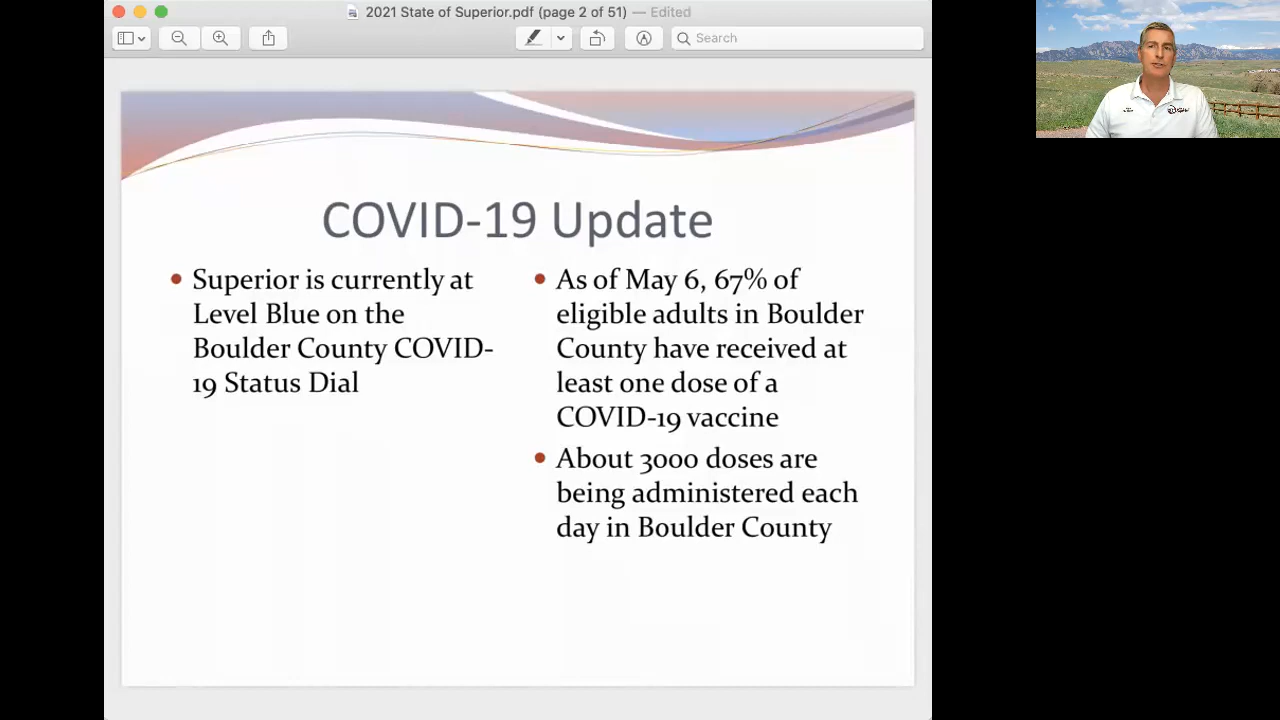 2021 State of Superior.pdf (page 2 of 51) — Edited
Search
COVID-19 Update
• Superior is currently at
Level Blue on the
Boulder County COVID-
19 Status Dial
• As of May 6, 67% of
eligible adults in Boulder
County have received at
least one dose of a
COVID-19 vaccine
• About 3000 doses are
being administered each
day in Boulder County